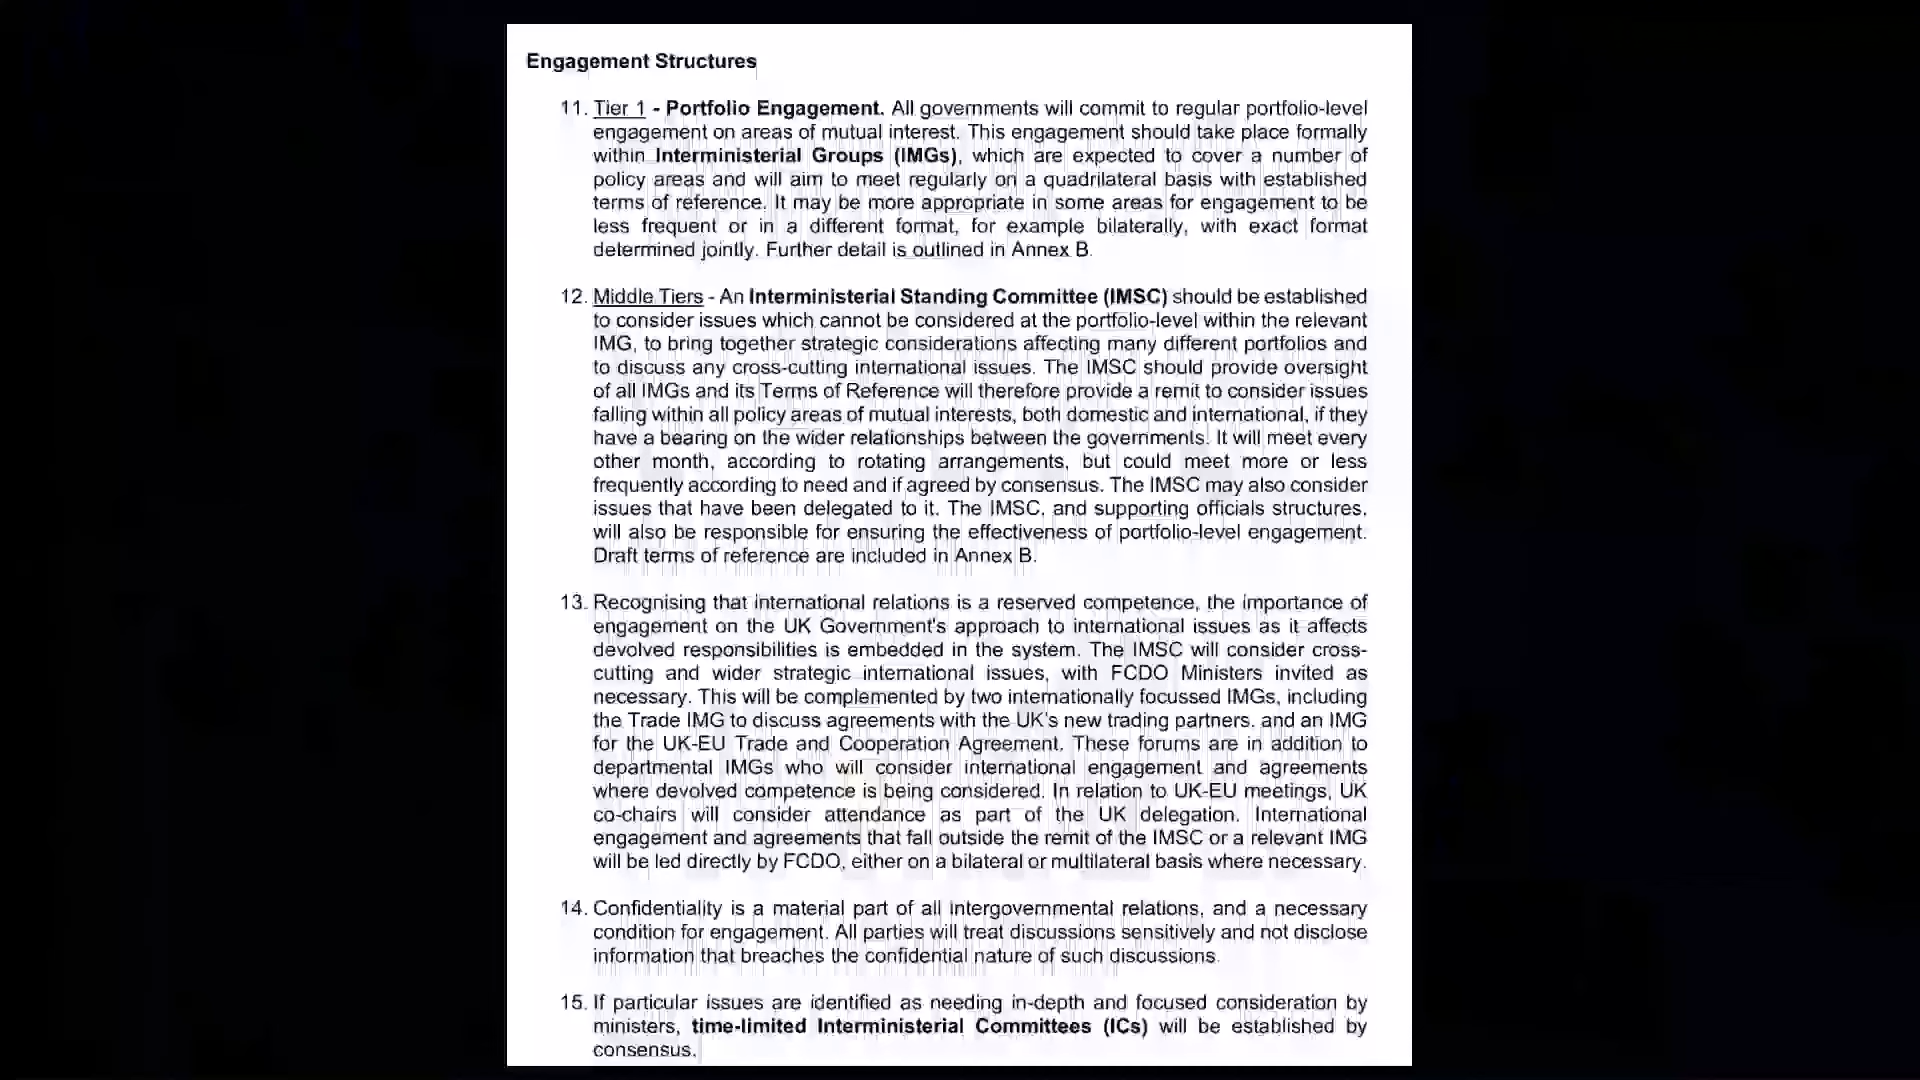 Engagement Structures
11. Tier 1 - Portfolio Engagement. All governments will commit to regular portfolio-level
engagement on areas of mutual interest. This engagement should take place formally
within Interministerial Groups (IMGs), which are expected to cover a number of
policy areas and will aim to meet regularly on a quadrilateral basis with established
terms of reference. It may be more appropriate in some areas for engagement to be
less frequent or in a different format, for example bilaterally, with exact format
determined jointly. Further detail is outlined in Annex B.
12. Middle Tiers - An Interministerial Standing Committee (IMSC) should be established
to consider issues which cannot be considered at the portfolio-level within the relevant
IMG, to bring together strategic considerations affecting many different portfolios and
to discuss any cross-cutting international issues. The IMSC should provide oversight
of all IMGs and its Terms of Reference will therefore provide a remit to consider issues
falling within all policy areas of mutual interests, both domestic and international, if they
have a bearing on the wider relationships between the governments. It will meet every
other month, according to rotating arrangements, but could meet more or less
frequently according to need and if agreed by consensus. The IMSC may also consider
issues that have been delegated to it. The IMSC, and supporting officials structures,
will also be responsible for ensuring the effectiveness of portfolio-level engagement.
Draft terms of reference are included in Annex B.
13. Recognising that international relations is a reserved competence, the importance of
engagement on the UK Government's approach to international issues as it affects
devolved responsibilities is embedded in the system. The IMSC will consider cross-
cutting and wider strategic international issues, with FCDO Ministers invited as
necessary. This will be complemented by two internationally focussed IMGs, including
the Trade IMG to discuss agreements with the UK's new trading partners, and an IMG
for the UK-EU Trade and Cooperation Agreement. These forums are in addition to
departmental IMGs who will consider international engagement and agreements
where devolved competence is being considered. In relation to UK-EU meetings, UK
co-chairs will consider attendance as part of the UK delegation. International
engagement and agreements that fall outside the remit of the IMSC or a relevant IMG
will be led directly by FCDO, either on a bilateral or multilateral basis where necessary.
14. Confidentiality is a material part of all intergovernmental relations, and a necessary
condition for engagement. All parties will treat discussions sensitively and not disclose
information that breaches the confidential nature of such discussions.
15. If particular issues are identified as needing in-depth and focused consideration by
ministers, time-limited Interministerial Committees (ICs) will be established by
consensus.